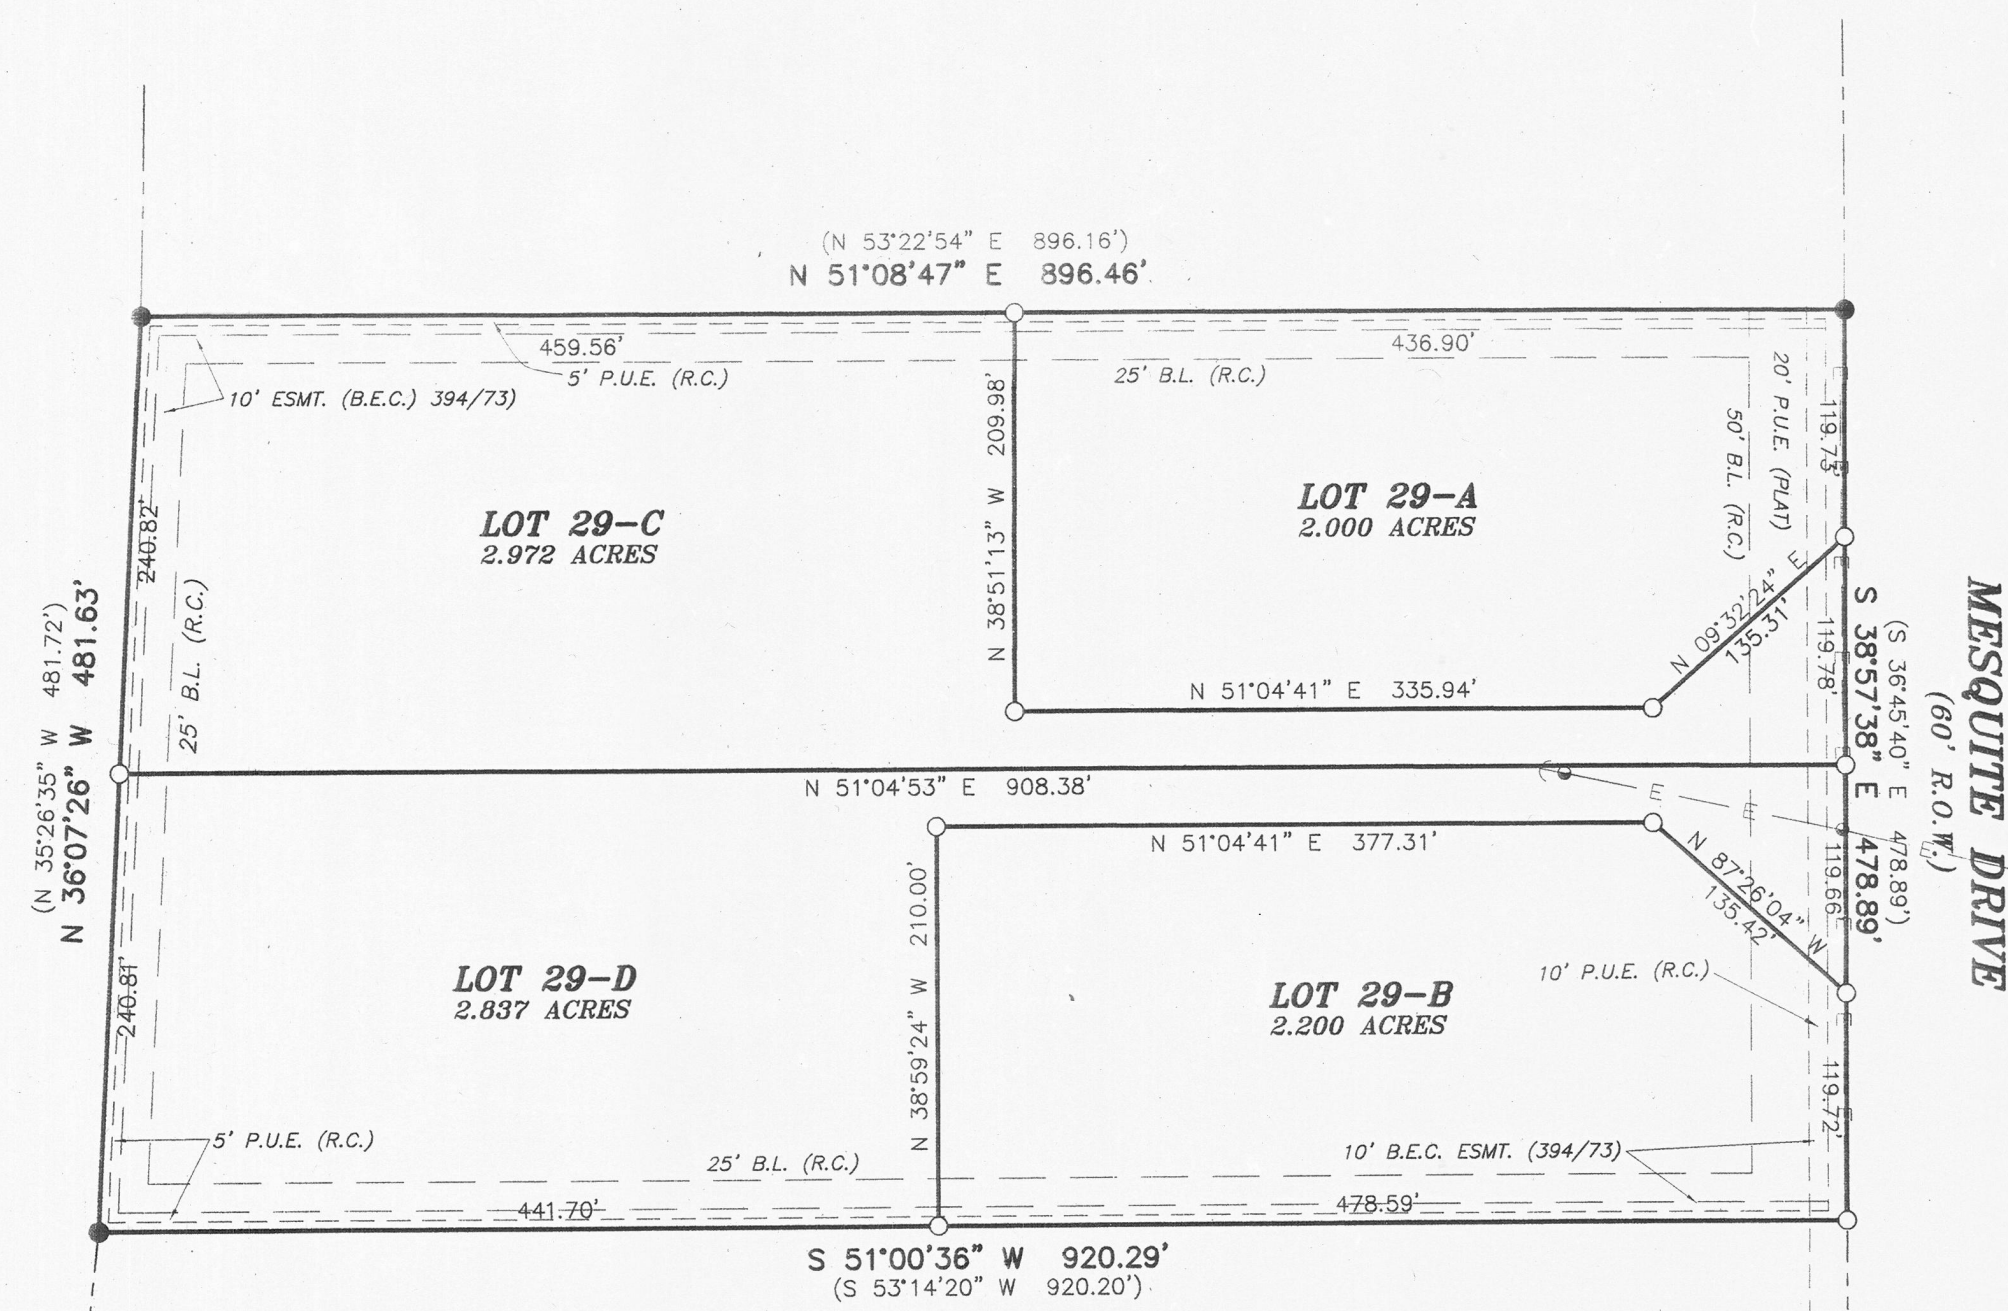 (N 53°22'54" E 896.16')
N 51°08'47" E 896.46'
459.56'
436.90'
5' P.U.E. (R.C.)
25' B.L. (R.C.)
10' ESMT. (B.E.C.) 394/73)
20' P.U.E. (PLAT)
50' B.L. (R.C.)
119.73'
N 38°51'13" W 209.98'
LOT 29-C
2.972 ACRES
LOT 29-A
2.000 ACRES
240.82'
25' B.L. (R.C.)
(N 35°26'35" W 481.72')
N 36°07'26" W 481.63'
N 09°32'24" E
135.31'
119.78'
S 38°57'38" E 478.89'
(S 36°45'40" E 478.89')
MESQUITE DRIVE
(60' R.O.W.)
N 51°04'41" E 335.94'
N 51°04'53" E 908.38'
E
E
E
N 51°04'41" E 377.31'
N 87°26'04" W
135.42'
119.66'
N 38°59'24" W 210.00'
240.81'
LOT 29-D
2.837 ACRES
LOT 29-B
2.200 ACRES
10' P.U.E. (R.C.)
119.72'
5' P.U.E. (R.C.)
25' B.L. (R.C.)
10' B.E.C. ESMT. (394/73)
441.70'
478.59'
S 51°00'36" W 920.29'
(S 53°14'20" W 920.20')